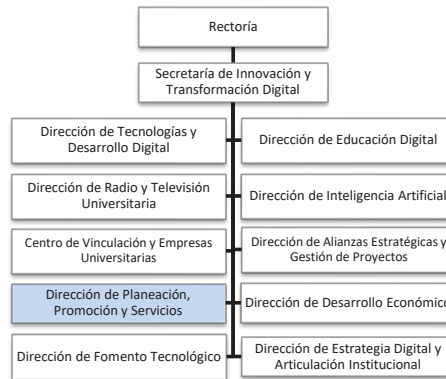 Rectoría
Secretaría de Innovación y
Transformación Digital
Dirección de Tecnologías y
Desarrollo Digital
Dirección de Educación Digital
Dirección de Radio y Televisión
Universitaria
Dirección de Inteligencia Artificial
Centro de Vinculación y Empresas
Universitarias
Dirección de Alianzas Estratégicas y
Gestión de Proyectos
Dirección de Planeación,
Promoción y Servicios
Dirección de Desarrollo Económico
Dirección de Fomento Tecnológico
Dirección de Estrategia Digital y
Articulación Institucional